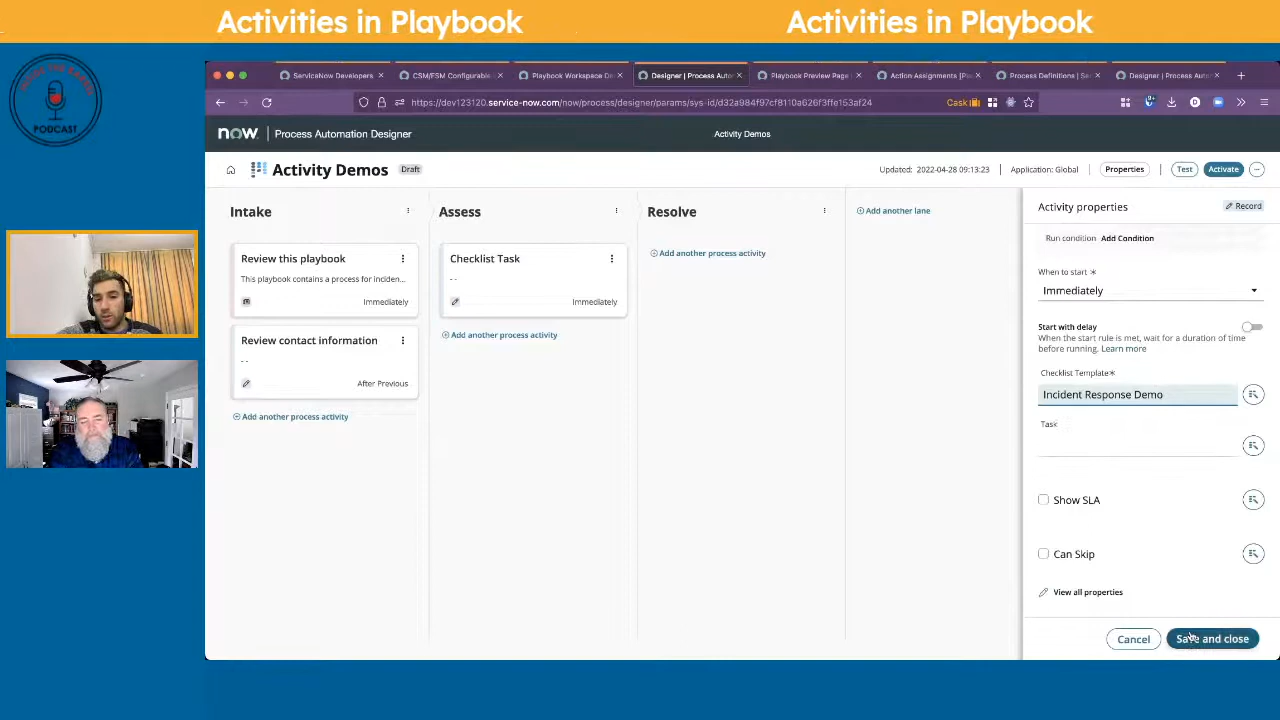 Activities in Playbook
Activities in Playbook
PODCAST
ServiceNow Developers
CSM/FSM Configurable
Playbook Workspace De
Designer | Process Auto
Playbook Preview Page
Action Assignments [Pla
Process Definitions | Ser
Designer | Process Autom
https://dev123120.service-now.com/now/process/designer/params/sys-id/d32a984f97cf8110a626f3ffe153af24
Cask
now
Process Automation Designer
Activity Demos
Activity Demos
Draft
Updated: 2022-04-28 09:13:23
Application: Global
Properties
Test
Activate
Intake
Assess
Resolve
Add another lane
Review this playbook
This playbook contains a process for Inciden...
Immediately
Review contact information
--
After Previous
Add another process activity
Checklist Task
--
Immediately
Add another process activity
Add another process activity
Activity properties
Record
Run condition Add Condition
When to start *
Immediately
Start with delay
When the start rule is met, wait for a duration of time
before running. Learn more
Checklist Template*
Incident Response Demo
Task
Show SLA
Can Skip
View all properties
Cancel
Save and close